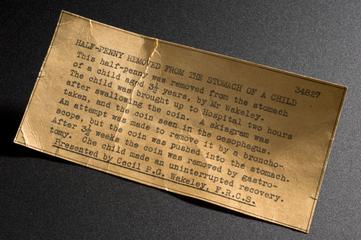 34827
HALF-PENNY REMOVED FROM THE STOMACH OF A CHILD
This half-penny was removed from the stomach
of a child aged 3½ years, by Mr Wakeley.
The child was brought up to Hospital two hours
after swallowing the coin. A skiagram was
taken, and the coin seen in the oesophagus.
An attempt was made to remove it by a broncho-
scope, but the coin was pushed into the stomach.
After 3½ weeks the coin was removed by gastro-
tomy. The child made an uninterrupted recovery.
Presented by Cecil P.G. Wakeley, F.R.C.S.